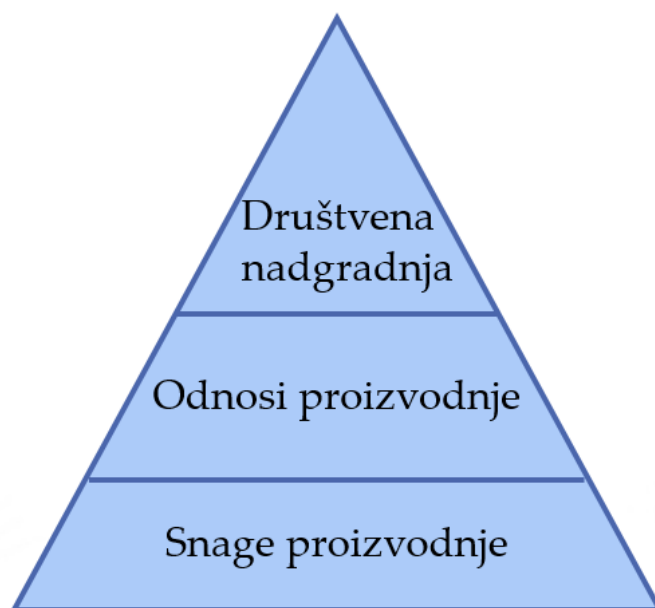 Društvena
nadgradnja
Odnosi proizvodnje
Snage proizvodnje